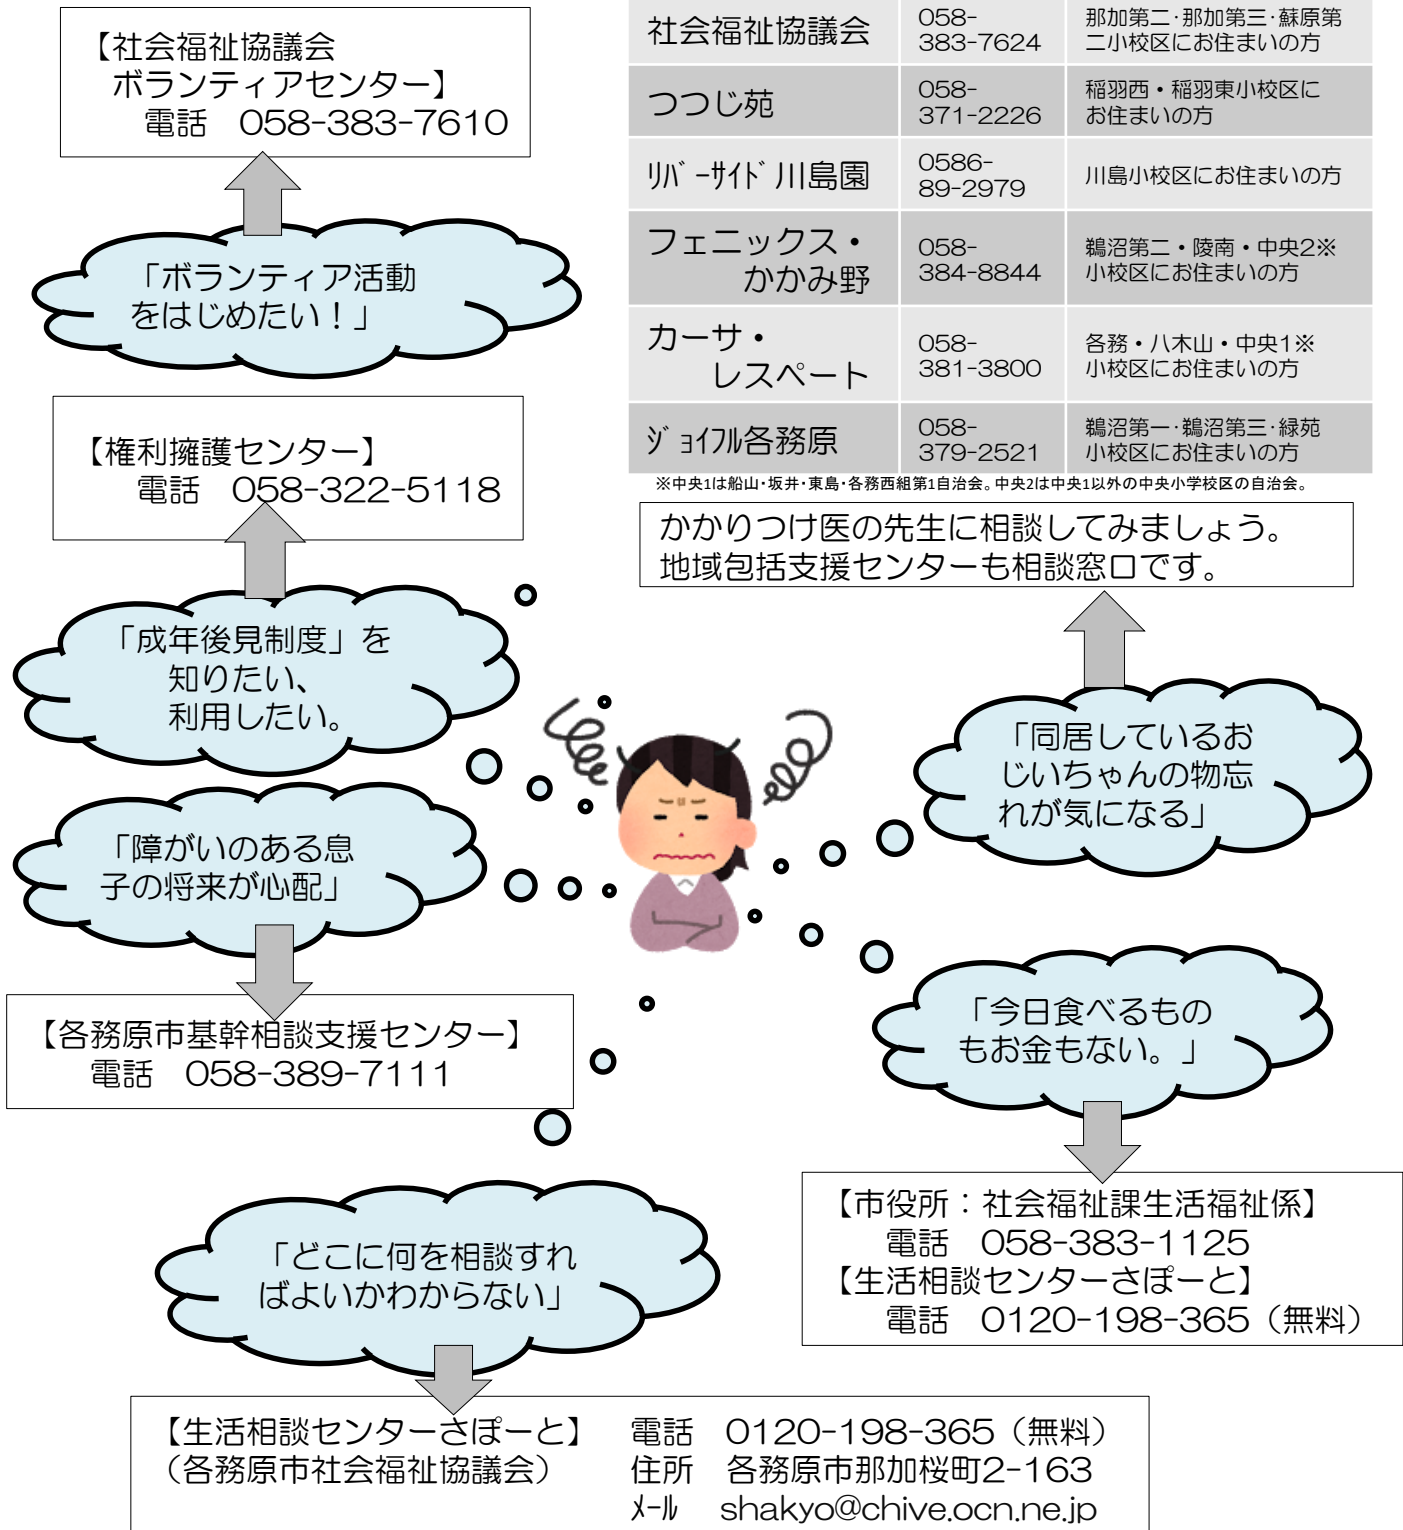 【社会福祉協議会
ボランティアセンター】
電話　058-383-7610
「ボランティア活動
をはじめたい！」
【権利擁護センター】
電話　058-322-5118
「成年後見制度」を
知りたい、
利用したい。
「障がいのある息
子の将来が心配」
【各務原市基幹相談支援センター】
電話　058-389-7111
社会福祉協議会
058-
383-7624
那加第二・那加第三・蘇原第
二小校区にお住まいの方
つつじ苑
058-
371-2226
稲羽西・稲羽東小校区に
お住まいの方
ﾘﾊﾞｰｻｲﾄﾞ川島園
0586-
89-2979
川島小校区にお住まいの方
フェニックス・
かかみ野
058-
384-8844
鵜沼第二・陵南・中央2※
小校区にお住まいの方
カーサ・
レスペート
058-
381-3800
各務・八木山・中央1※
小校区にお住まいの方
ｼﾞｮｲﾌﾙ各務原
058-
379-2521
鵜沼第一・鵜沼第三・緑苑
小校区にお住まいの方
※中央1は船山・坂井・東島・各務西組第1自治会。中央2は中央1以外の中央小学校区の自治会。
かかりつけ医の先生に相談してみましょう。
地域包括支援センターも相談窓口です。
「同居しているお
じいちゃんの物忘
れが気になる」
「今日食べるもの
もお金もない。」
【市役所：社会福祉課生活福祉係】
電話　058-383-1125
【生活相談センターさぽーと】
電話　0120-198-365（無料）
「どこに何を相談すれ
ばよいかわからない」
【生活相談センターさぽーと】　電話　0120-198-365（無料）
（各務原市社会福祉協議会）　住所　各務原市那加桜町2-163
ﾒｰﾙ　shakyo@chive.ocn.ne.jp